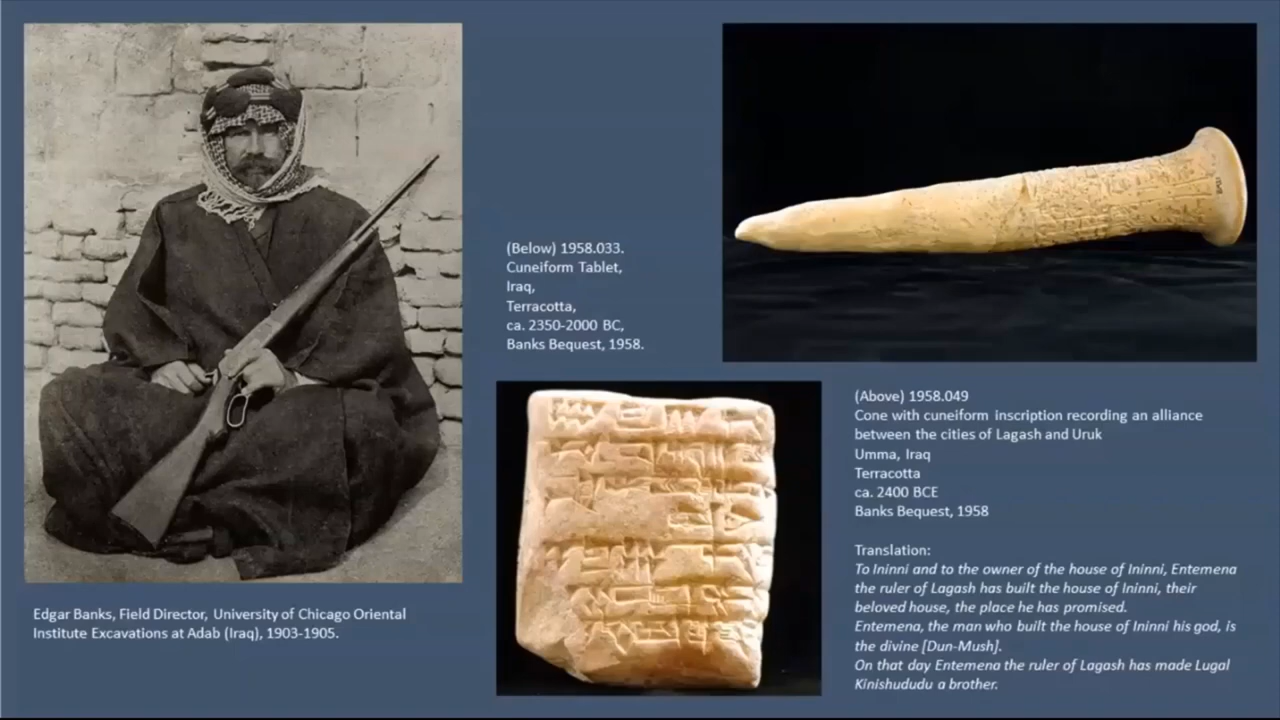 (Below) 1958.033.
Cuneiform Tablet,
Iraq,
Terracotta,
ca. 2350-2000 BC,
Banks Bequest, 1958.
(Above) 1958.049
Cone with cuneiform inscription recording an alliance
between the cities of Lagash and Uruk
Umma, Iraq
Terracotta
ca. 2400 BCE
Banks Bequest, 1958
Translation:
To Ininni and to the owner of the house of Ininni, Entemena
the ruler of Lagash has built the house of Ininni, their
beloved house, the place he has promised.
Entemena, the man who built the house of Ininni his god, is
the divine [Dun-Mush].
On that day Entemena the ruler of Lagash has made Lugal
Kinishududu a brother.
Edgar Banks, Field Director, University of Chicago Oriental
Institute Excavations at Adab (Iraq), 1903-1905.